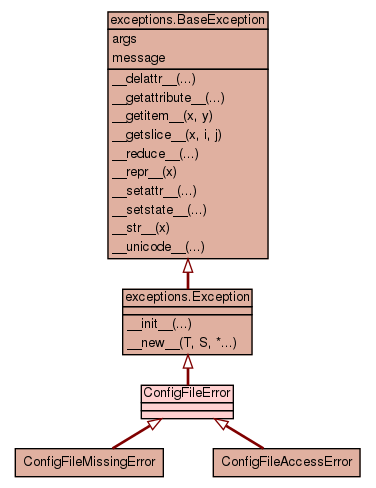 exceptions.BaseException
args
message
__delattr__(...)
__getattribute__(...)
__getitem__(x, y)
__getslice__(x, i, j)
__reduce__(...)
__repr__(x)
__setattr__(...)
__setstate__(...)
__str__(x)
__unicode__(...)
exceptions.Exception
__init__(...)
__new__(T, S, *...)
ConfigFileError
ConfigFileMissingError
ConfigFileAccessError